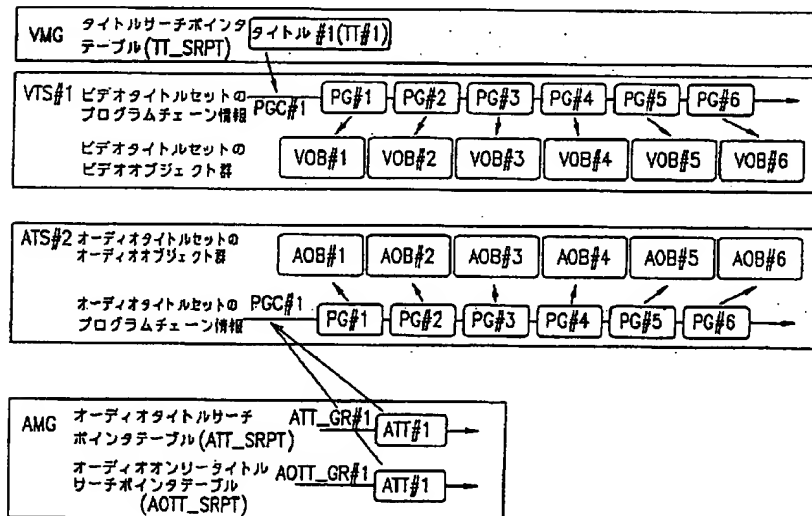 VMG タイトルサーチポインタ
テーブル(TT_SRPT)
タイトル #1(TT#1)
VTS#1 ビデオタイトルセットの
プログラムチェーン情報
PGC#1
PG#1 PG#2 PG#3 PG#4 PG#5 PG#6
ビデオタイトルセットの
ビデオオブジェクト群
VOB#1 VOB#2 VOB#3 VOB#4 VOB#5 VOB#6
ATS#2 オーディオタイトルセットの
オーディオオブジェクト群
AOB#1 AOB#2 AOB#3 AOB#4 AOB#5 AOB#6
オーディオタイトルセットの
プログラムチェーン情報
PGC#1
PG#1 PG#2 PG#3 PG#4 PG#5 PG#6
AMG オーディオタイトルサーチ
ポインタテーブル(ATT_SRPT)
ATT_GR#1
ATT#1
オーディオオンリータイトル
サーチポインタテーブル
(AOTT_SRPT)
AOTT_GR#1
ATT#1